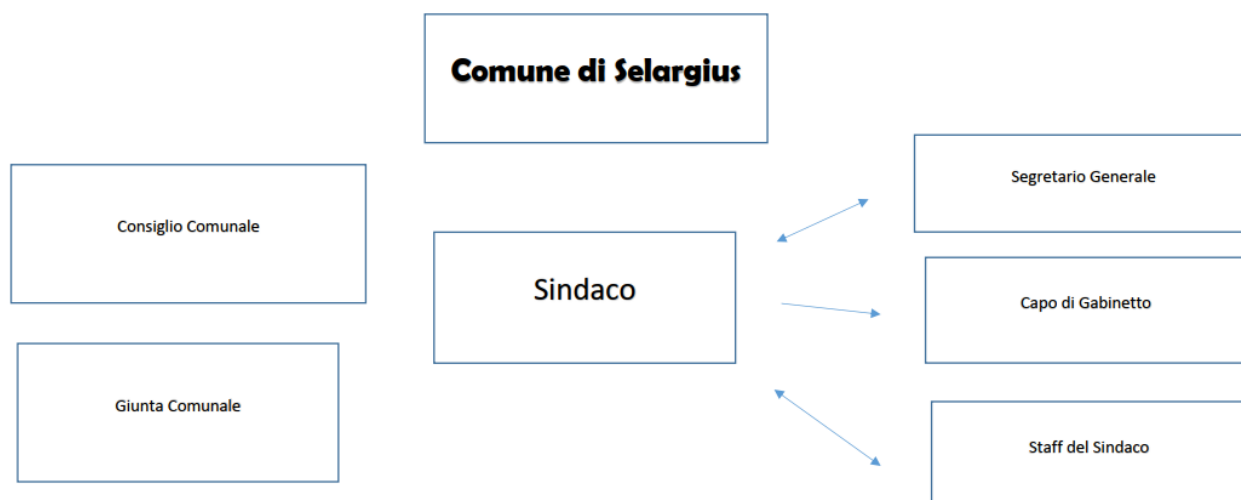 Comune di Selargius
Segretario Generale
Consiglio Comunale
Sindaco
Capo di Gabinetto
Giunta Comunale
Staff del Sindaco